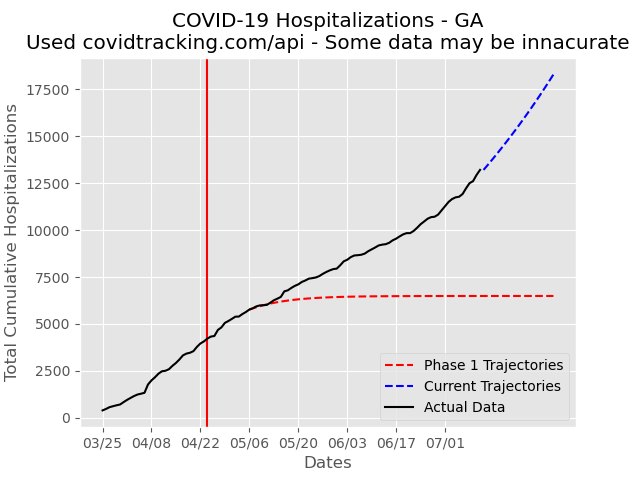 COVID-19 Hospitalizations - GA
Used covidtracking.com/api - Some data may be innacurate
Total Cumulative Hospitalizations
17500
15000
12500
10000
7500
5000
2500
0
03/25 04/08 04/22 05/06 05/20 06/03 06/17 07/01
Dates
Phase 1 Trajectories
Current Trajectories
Actual Data